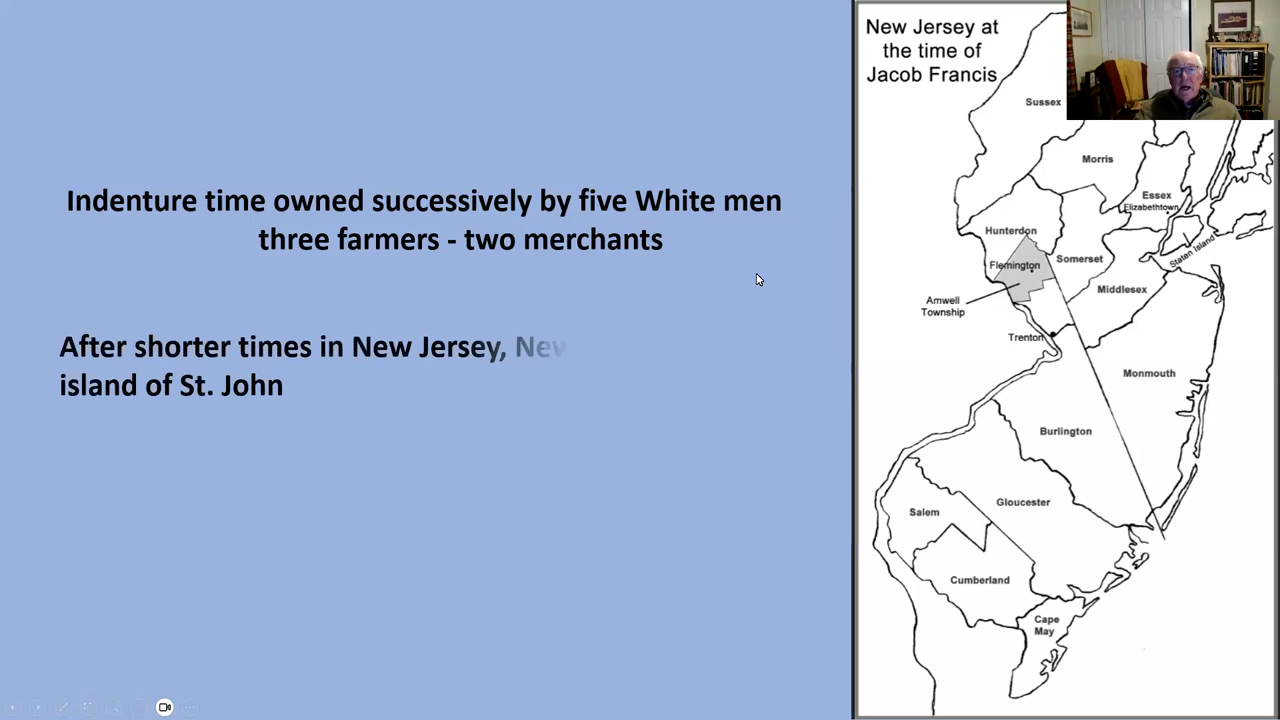 Indenture time owned successively by five White men
three farmers - two merchants
After shorter times in New Jersey, New
island of St. John
New Jersey at
the time of
Jacob Francis
Sussex
Morris
Essex
Elizabethtown
Hunterdon
Staten Island
Somerset
Flemington
Middlesex
Amwell
Township
Trenton
Monmouth
Burlington
Gloucester
Salem
Cumberland
Cape
May